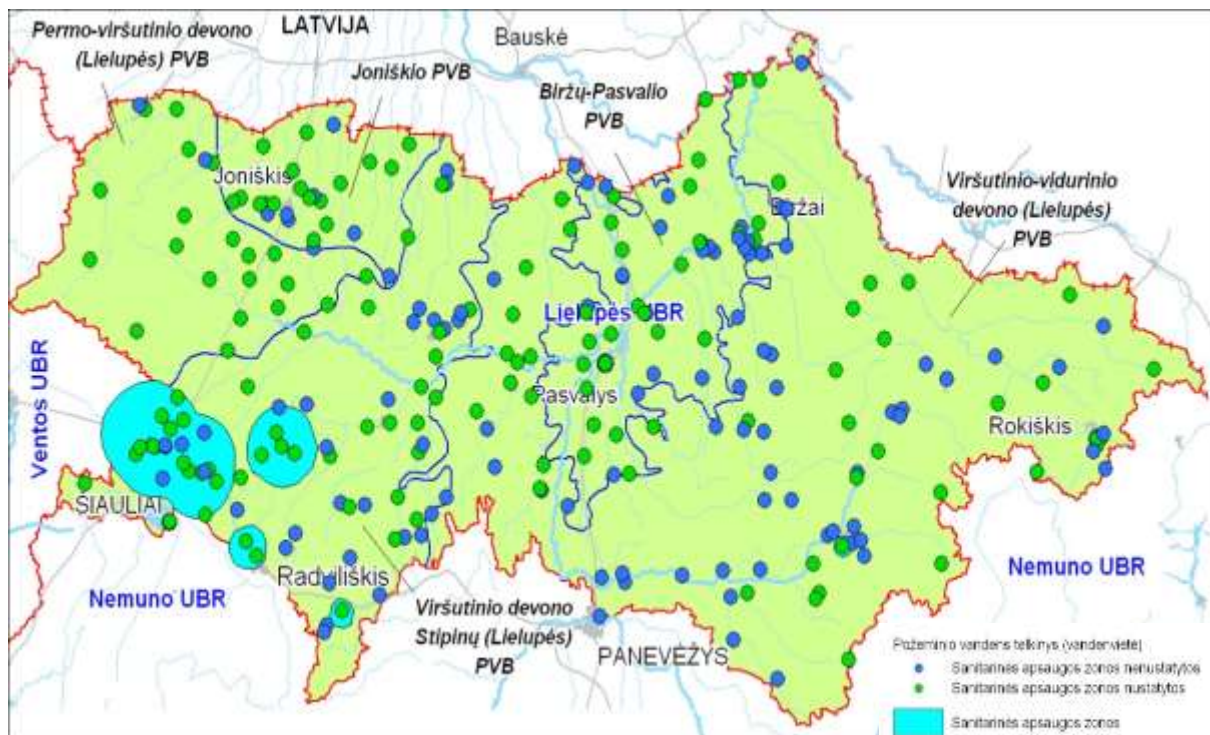 Permo-viršutinio devono
(Lielupės) PVB
LATVIJA
Bauskė
Joniškio PVB
Biržų-Pasvalio
PVB
Joniškis
Biržai
Viršutinio-vidurinio
devono (Lielupės)
PVB
Lielupės UBR
Ventos UBR
Pasvalys
Rokiškis
ŠIAULIAI
Radviliškis
Nemuno UBR
Nemuno UBR
Viršutinio devono
Stipinų (Lielupės)
PVB
PANEVĖŽYS
Požeminio vandens telkinys (vandenvietė)
Sanitarinės apsaugos zonos nenustatytos
Sanitarinės apsaugos zonos nustatytos
Sanitarinės apsaugos zonos